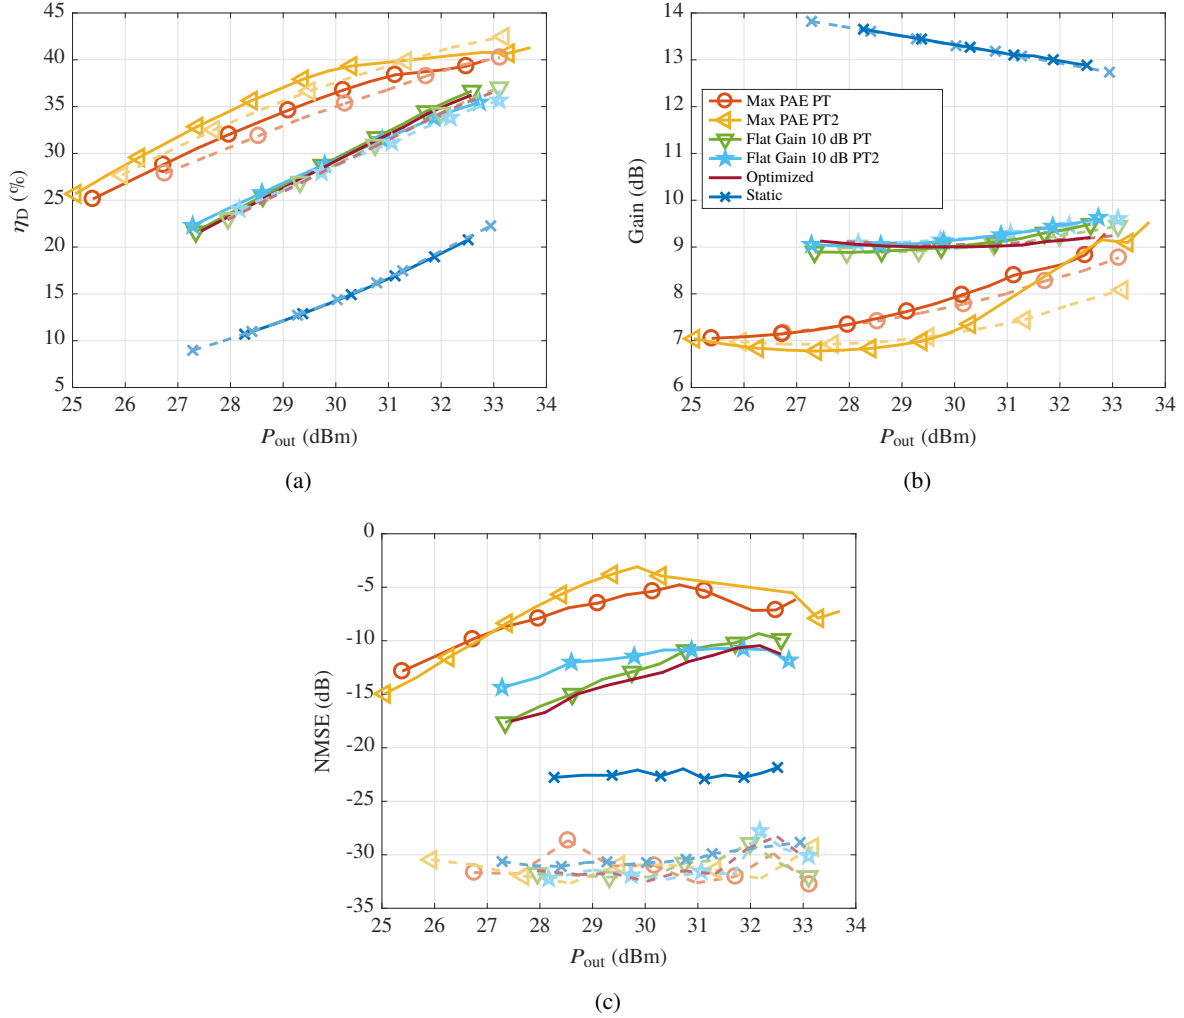 45
40
35
30
25
20
15
10
5
25 26 27 28 29 30 31 32 33 34
η_D (%)
P_out (dBm)
(a)
14
13
12
11
10
9
8
7
6
25 26 27 28 29 30 31 32 33 34
Gain (dB)
P_out (dBm)
Max PAE PT
Max PAE PT2
Flat Gain 10 dB PT
Flat Gain 10 dB PT2
Optimized
Static
(b)
0
-5
-10
-15
-20
-25
-30
-35
25 26 27 28 29 30 31 32 33 34
NMSE (dB)
P_out (dBm)
(c)